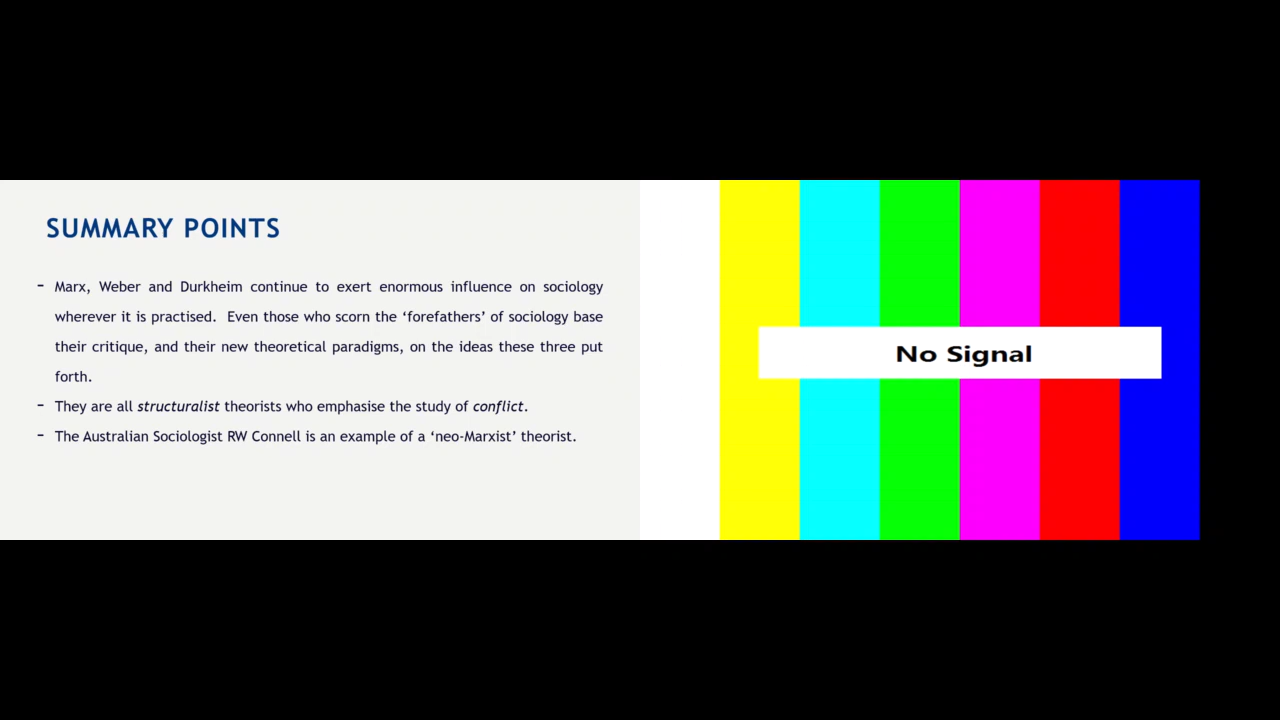 SUMMARY POINTS
- Marx, Weber and Durkheim continue to exert enormous influence on sociology
wherever it is practised.  Even those who scorn the ‘forefathers’ of sociology base
their critique, and their new theoretical paradigms, on the ideas these three put
forth.
- They are all structuralist theorists who emphasise the study of conflict.
- The Australian Sociologist RW Connell is an example of a ‘neo-Marxist’ theorist.
No Signal